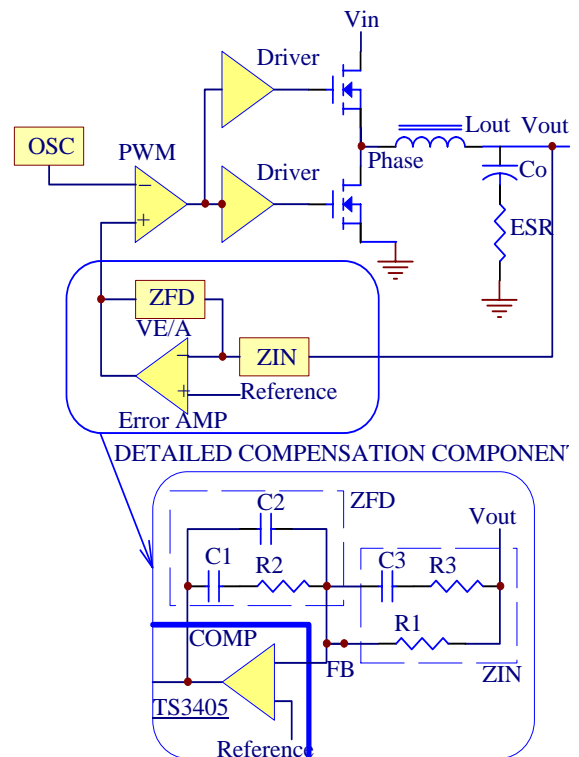 Vin
Driver
OSC
PWM
Lout
Vout
Phase
Co
−
+
Driver
ESR
ZFD
VE/A
−
ZIN
+
Reference
Error AMP
DETAILED COMPENSATION COMPONENT
ZFD
C2
Vout
C1
R2
C3
R3
COMP
R1
FB
ZIN
TS3405
Reference